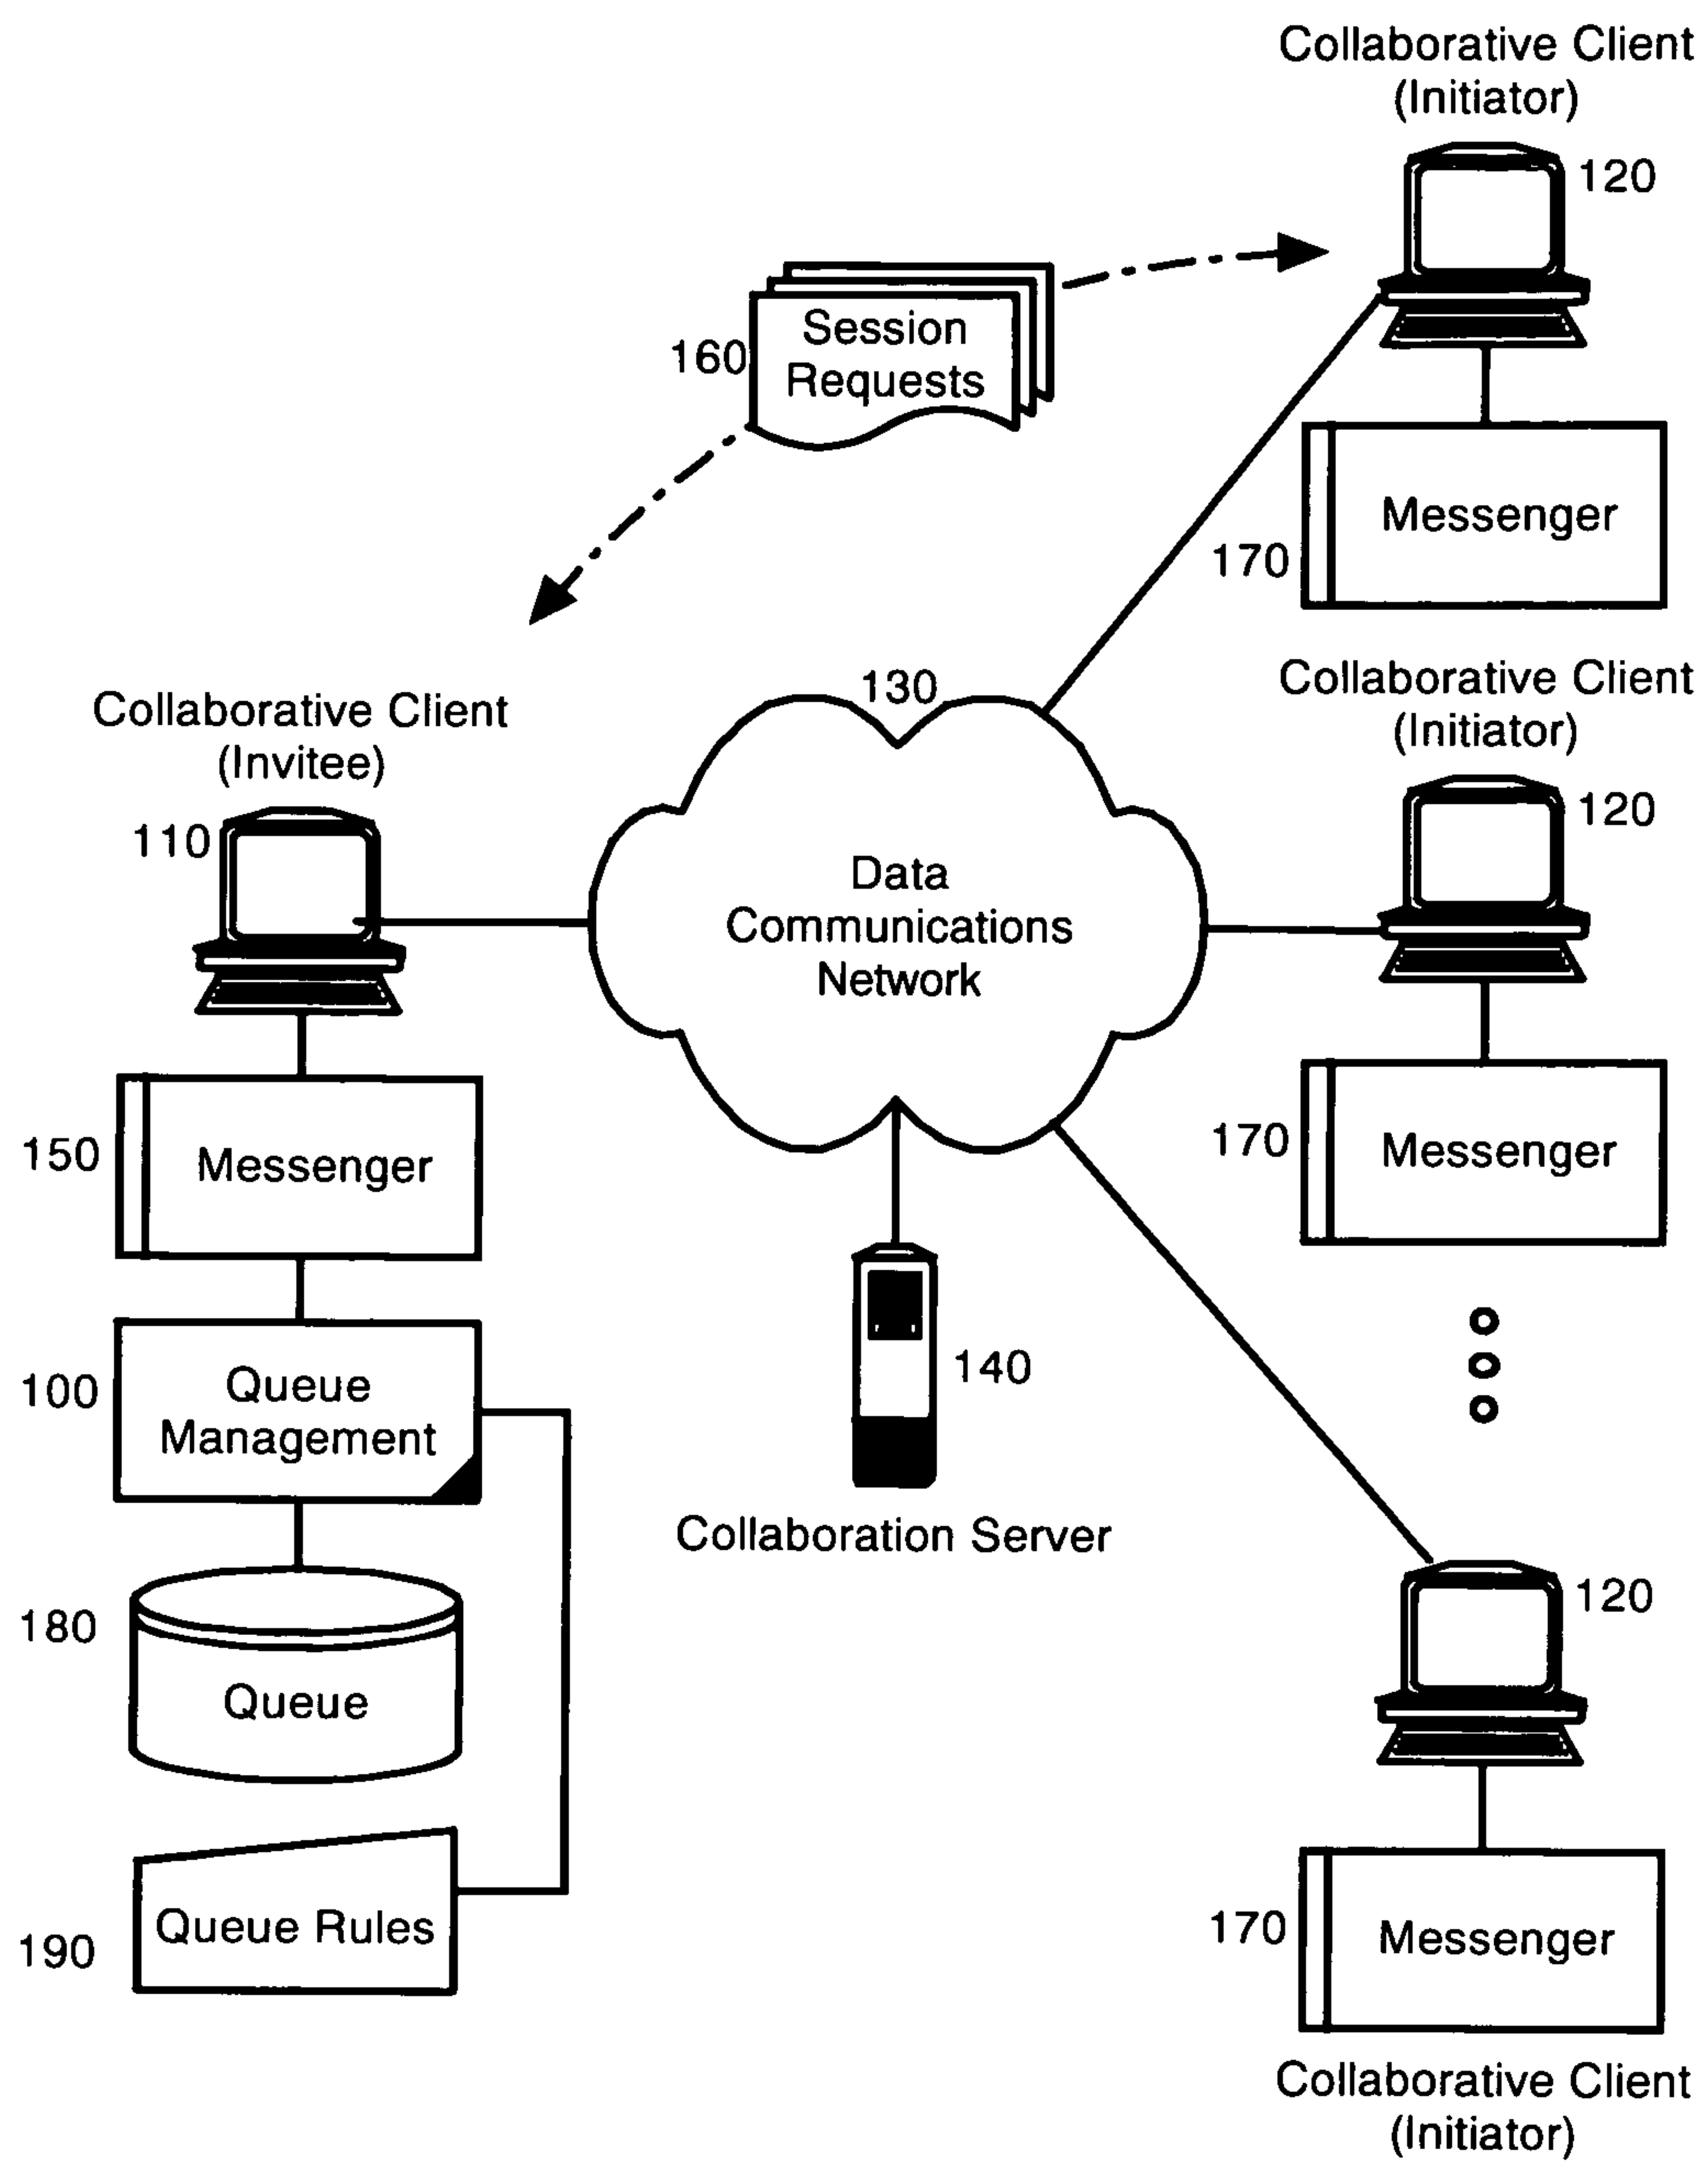 Collaborative Client
(Initiator)
120
Session
Requests
160
Messenger
170
Collaborative Client
(Initiator)
120
130
Collaborative Client
(Invitee)
110
Data
Communications
Network
Messenger
170
150
Messenger
100
Queue
Management
140
Collaboration Server
120
180
Queue
190
Queue Rules
170
Messenger
Collaborative Client
(Initiator)